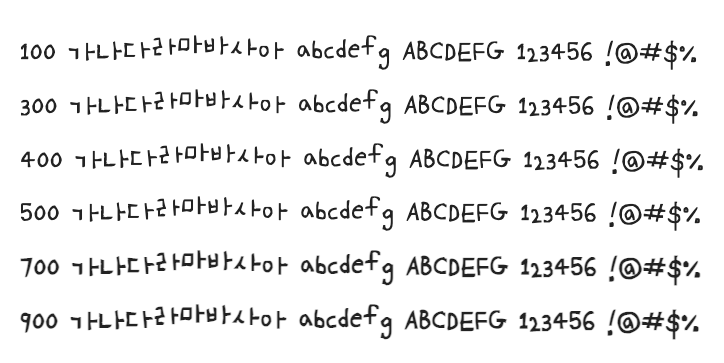 100 가나다라마바사아 abcdefg ABCDEFG 123456 !@#$%
300 가나다라마바사아 abcdefg ABCDEFG 123456 !@#$%
400 가나다라마바사아 abcdefg ABCDEFG 123456 !@#$%
500 가나다라마바사아 abcdefg ABCDEFG 123456 !@#$%
700 가나다라마바사아 abcdefg ABCDEFG 123456 !@#$%
900 가나다라마바사아 abcdefg ABCDEFG 123456 !@#$%